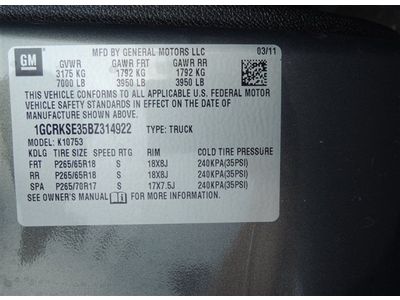 GM
MFD BY GENERAL MOTORS LLC 03/11
GVWR GAWR FRT GAWR RR
3175 KG 1792 KG 1792 KG
7000 LB 3950 LB 3950 LB
THIS VEHICLE CONFORMS TO ALL APPLICABLE U.S. FEDERAL MOTOR
VEHICLE SAFETY STANDARDS IN EFFECT ON THE DATE OF
MANUFACTURE SHOWN ABOVE.
1GCRKSE35BZ314922 TYPE: TRUCK
MODEL: K10753
KDLG TIRE SIZE SPEED RTG RIM COLD TIRE PRESSURE
FRT P265/65R18 S 18X8J 240KPA(35PSI)
RR P265/65R18 S 18X8J 240KPA(35PSI)
SPA P265/70R17 S 17X7.5J 240KPA(35PSI)
SEE OWNER'S MANUAL FOR MORE INFORMATION.